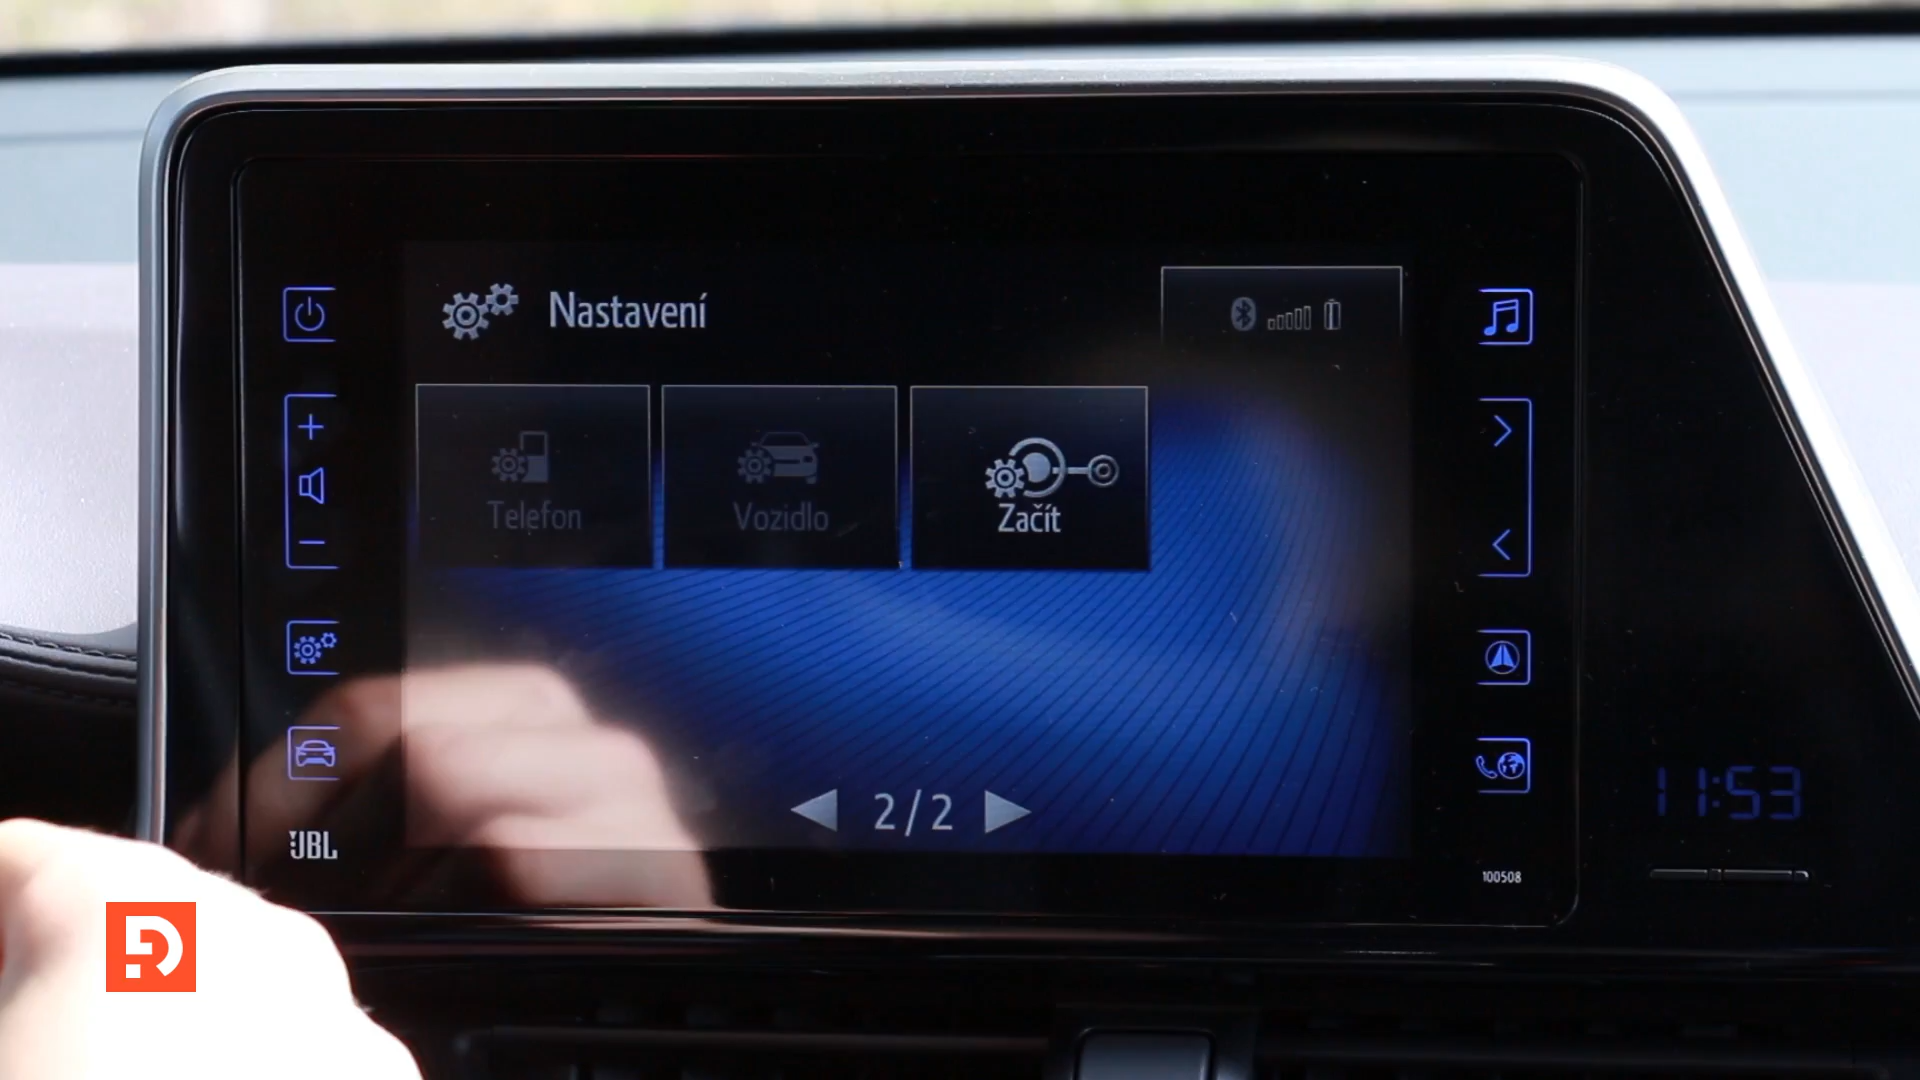 Nastavení
Telefon
Vozidlo
Začít
2/2
JBL
100508
11:53